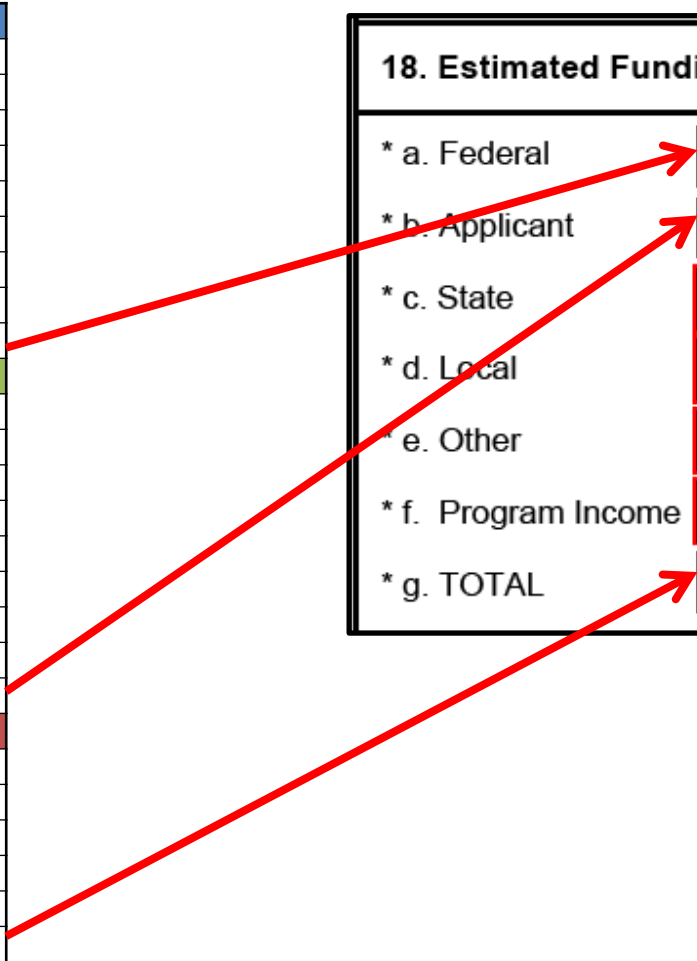 18. Estimated Fundi
* a. Federal
* b. Applicant
* c. State
* d. Local
* e. Other
* f. Program Income
* g. TOTAL